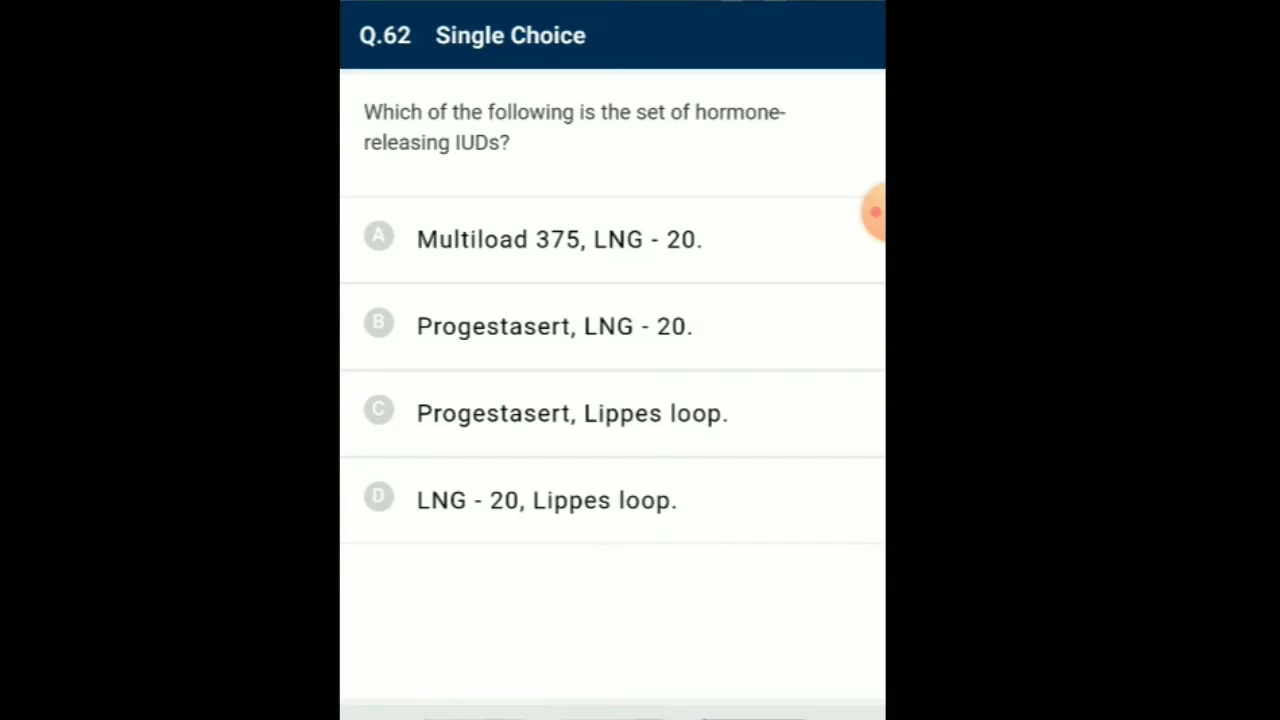 Q.62 Single Choice
Which of the following is the set of hormone-
releasing IUDs?
A Multiload 375, LNG - 20.
B Progestasert, LNG - 20.
C Progestasert, Lippes loop.
D LNG - 20, Lippes loop.